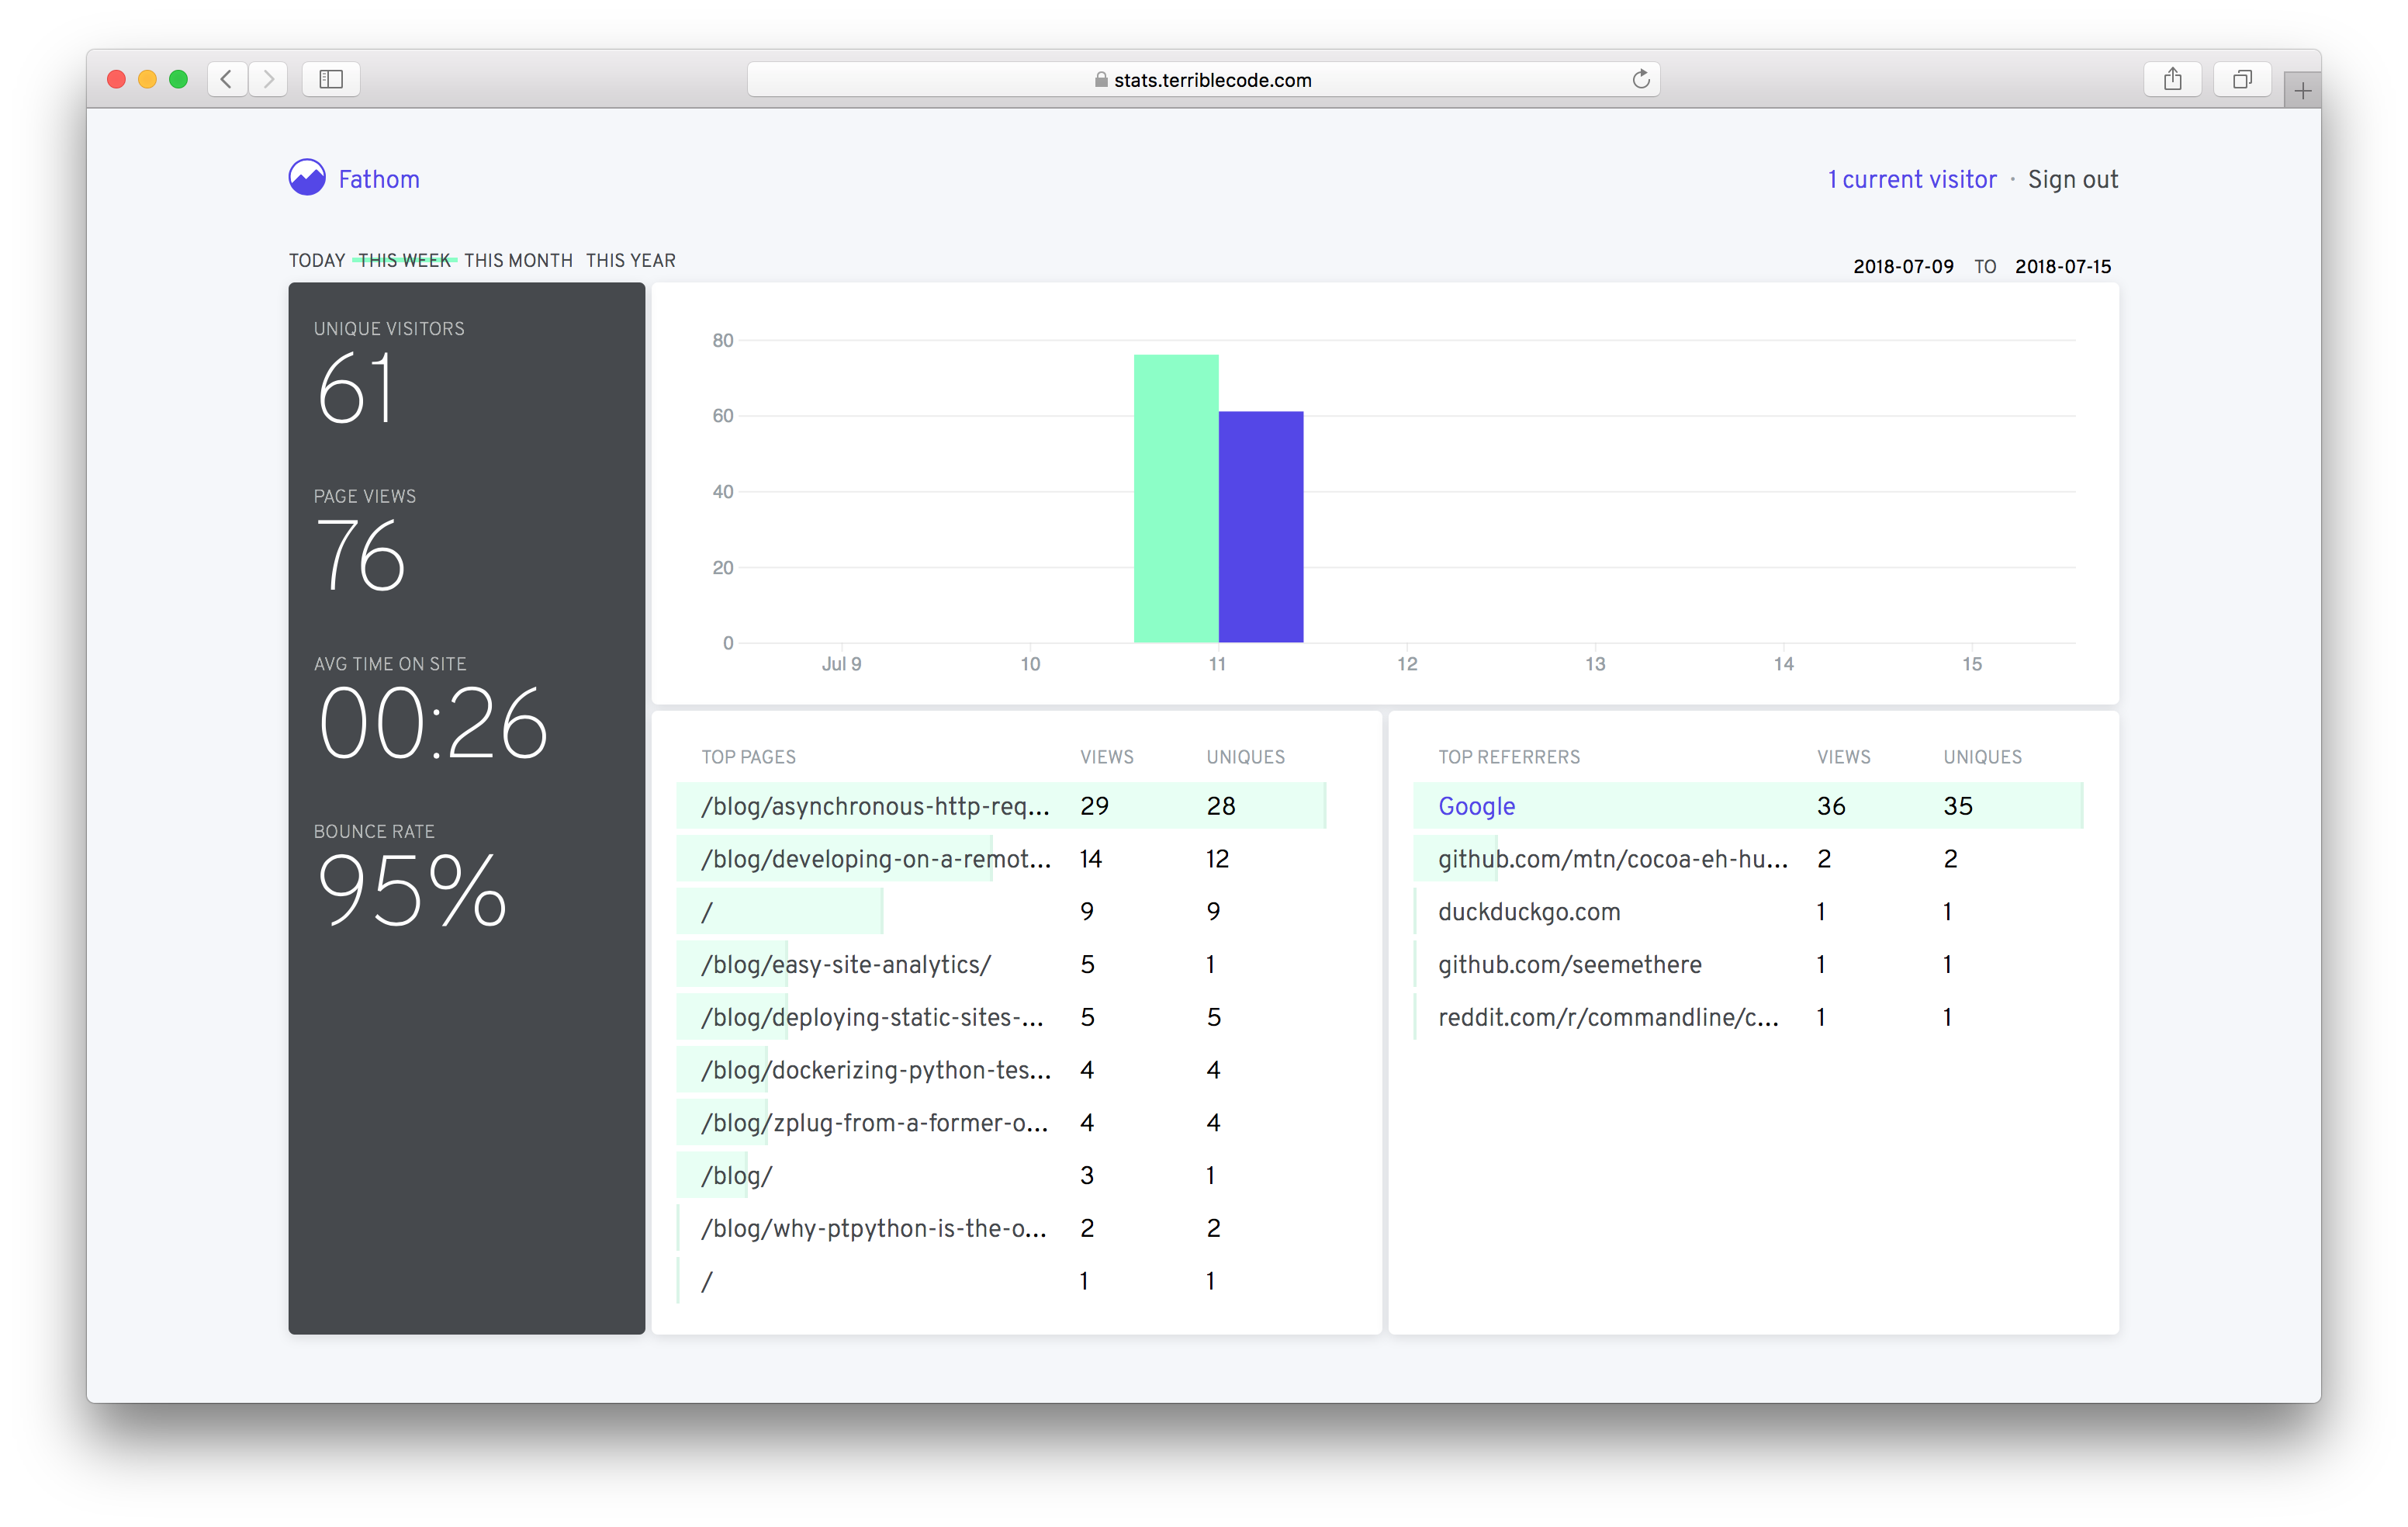 stats.terriblecode.com
Fathom
1 current visitor · Sign out
TODAY THIS WEEK THIS MONTH THIS YEAR
2018-07-09 TO 2018-07-15
UNIQUE VISITORS
61
PAGE VIEWS
76
AVG TIME ON SITE
00:26
BOUNCE RATE
95%
80
60
40
20
0
Jul 9 10 11 12 13 14 15
TOP PAGES VIEWS UNIQUES
/blog/asynchronous-http-req... 29 28
/blog/developing-on-a-remot... 14 12
/ 9 9
/blog/easy-site-analytics/ 5 1
/blog/deploying-static-sites-... 5 5
/blog/dockerizing-python-tes... 4 4
/blog/zplug-from-a-former-o... 4 4
/blog/ 3 1
/blog/why-ptpython-is-the-o... 2 2
/ 1 1
TOP REFERRERS VIEWS UNIQUES
Google 36 35
github.com/mtn/cocoa-eh-hu... 2 2
duckduckgo.com 1 1
github.com/seemethere 1 1
reddit.com/r/commandline/c... 1 1